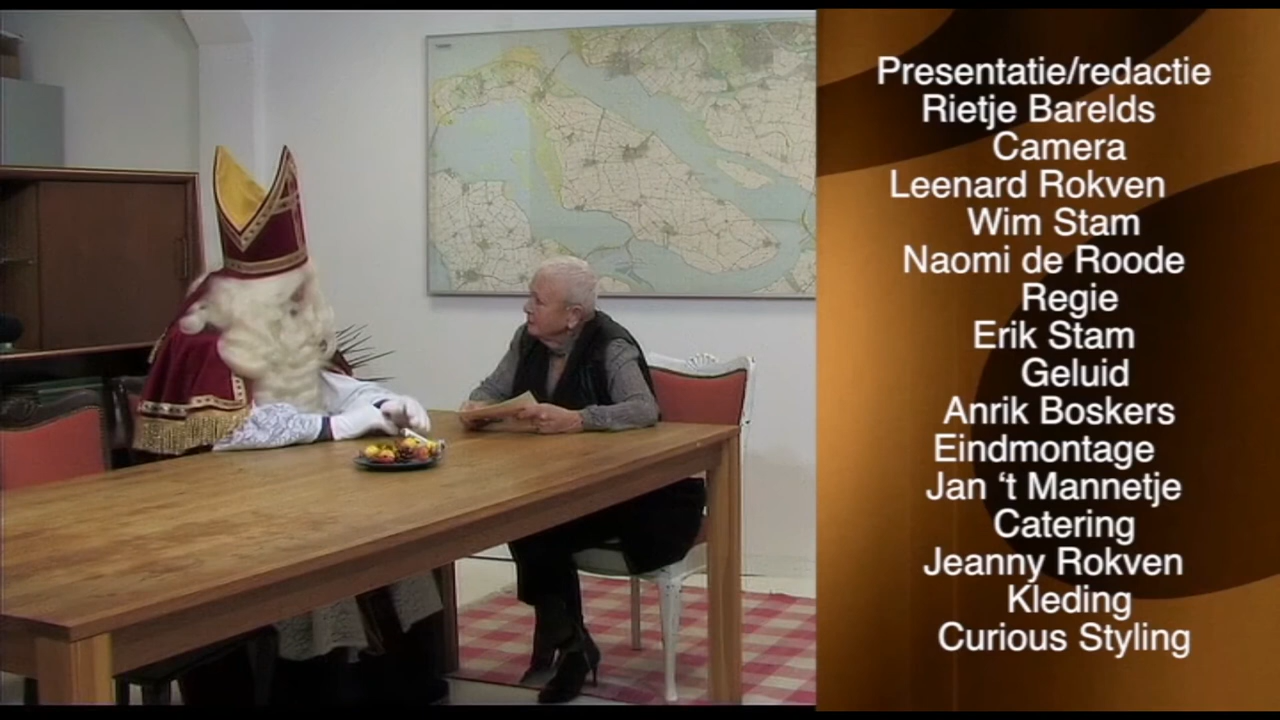 Presentatie/redactie
Rietje Barelds
Camera
Leenard Rokven
Wim Stam
Naomi de Roode
Regie
Erik Stam
Geluid
Anrik Boskers
Eindmontage
Jan ‘t Mannetje
Catering
Jeanny Rokven
Kleding
Curious Styling